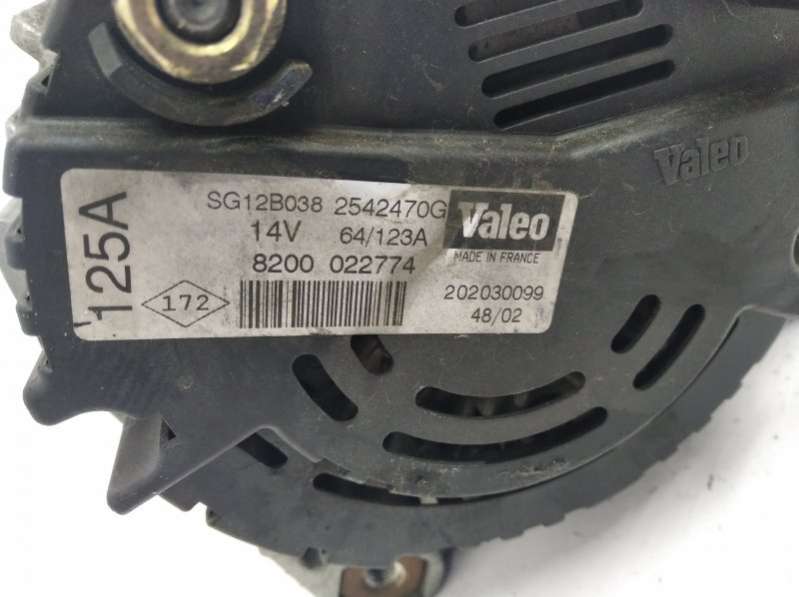 125A
SG12B038 2542470G
14V 64/123A
8200 022774
172
Valeo
MADE IN FRANCE
202030099
48/02
Valeo